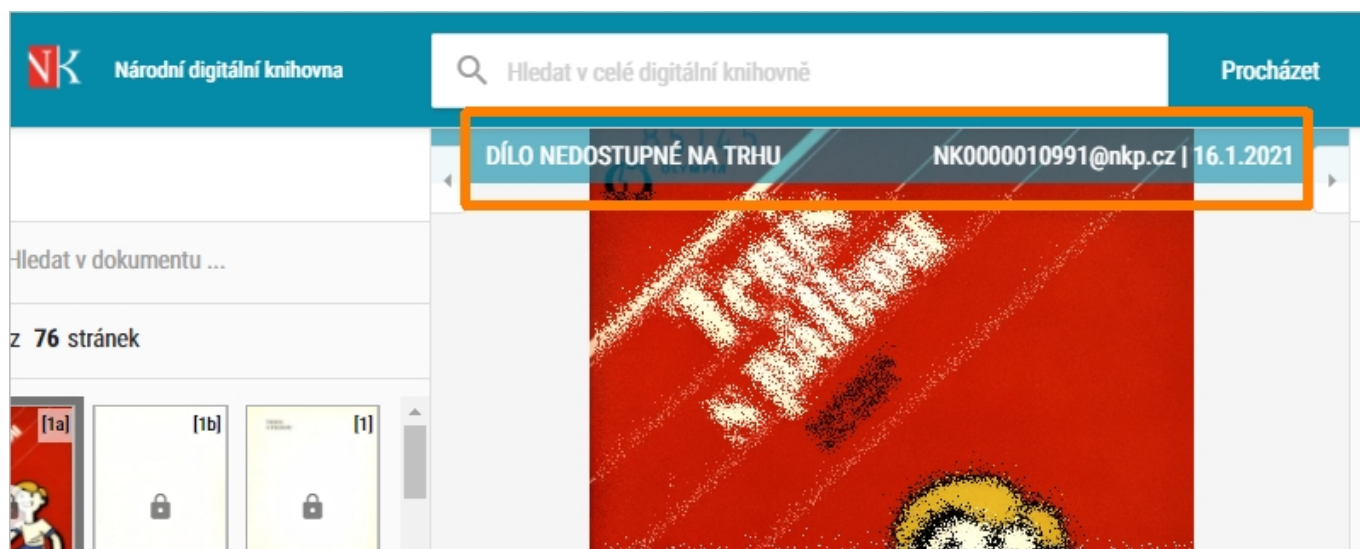 NK Národní digitální knihovna
Hledat v celé digitální knihovně
Procházet
DÍLO NEDOSTUPNÉ NA TRHU
NK0000010991@nkp.cz | 16.1.2021
Hledat v dokumentu ...
z 76 stránek
[1a]
[1b]
[1]